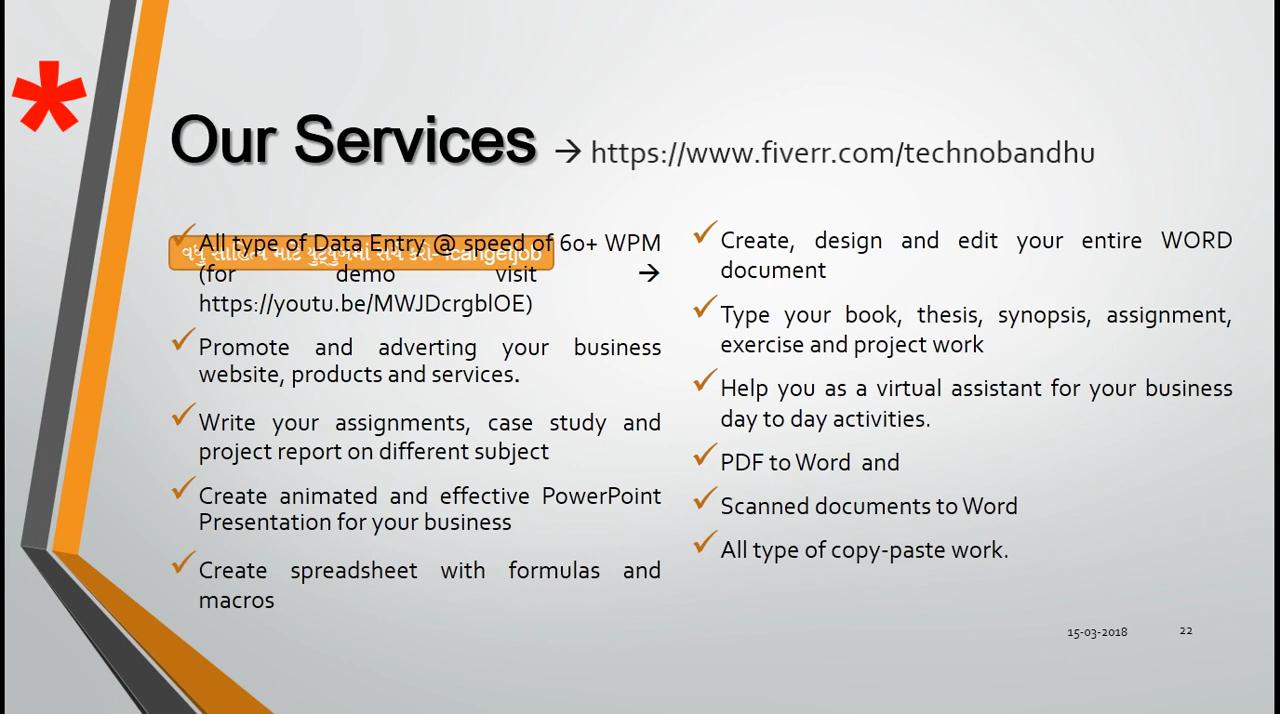 *
Our Services → https://www.fiverr.com/technobandhu
All type of Data Entry @ speed of 60+ WPM
વધુ સાહિત્ય માટે યુટ્યુબમાં સર્ચ કરો- icangetjob
(for demo visit →
https://youtu.be/MWJDcrgblOE)
Promote and adverting your business
website, products and services.
Write your assignments, case study and
project report on different subject
Create animated and effective PowerPoint
Presentation for your business
Create spreadsheet with formulas and
macros
Create, design and edit your entire WORD
document
Type your book, thesis, synopsis, assignment,
exercise and project work
Help you as a virtual assistant for your business
day to day activities.
PDF to Word and
Scanned documents to Word
All type of copy-paste work.
15-03-2018 22